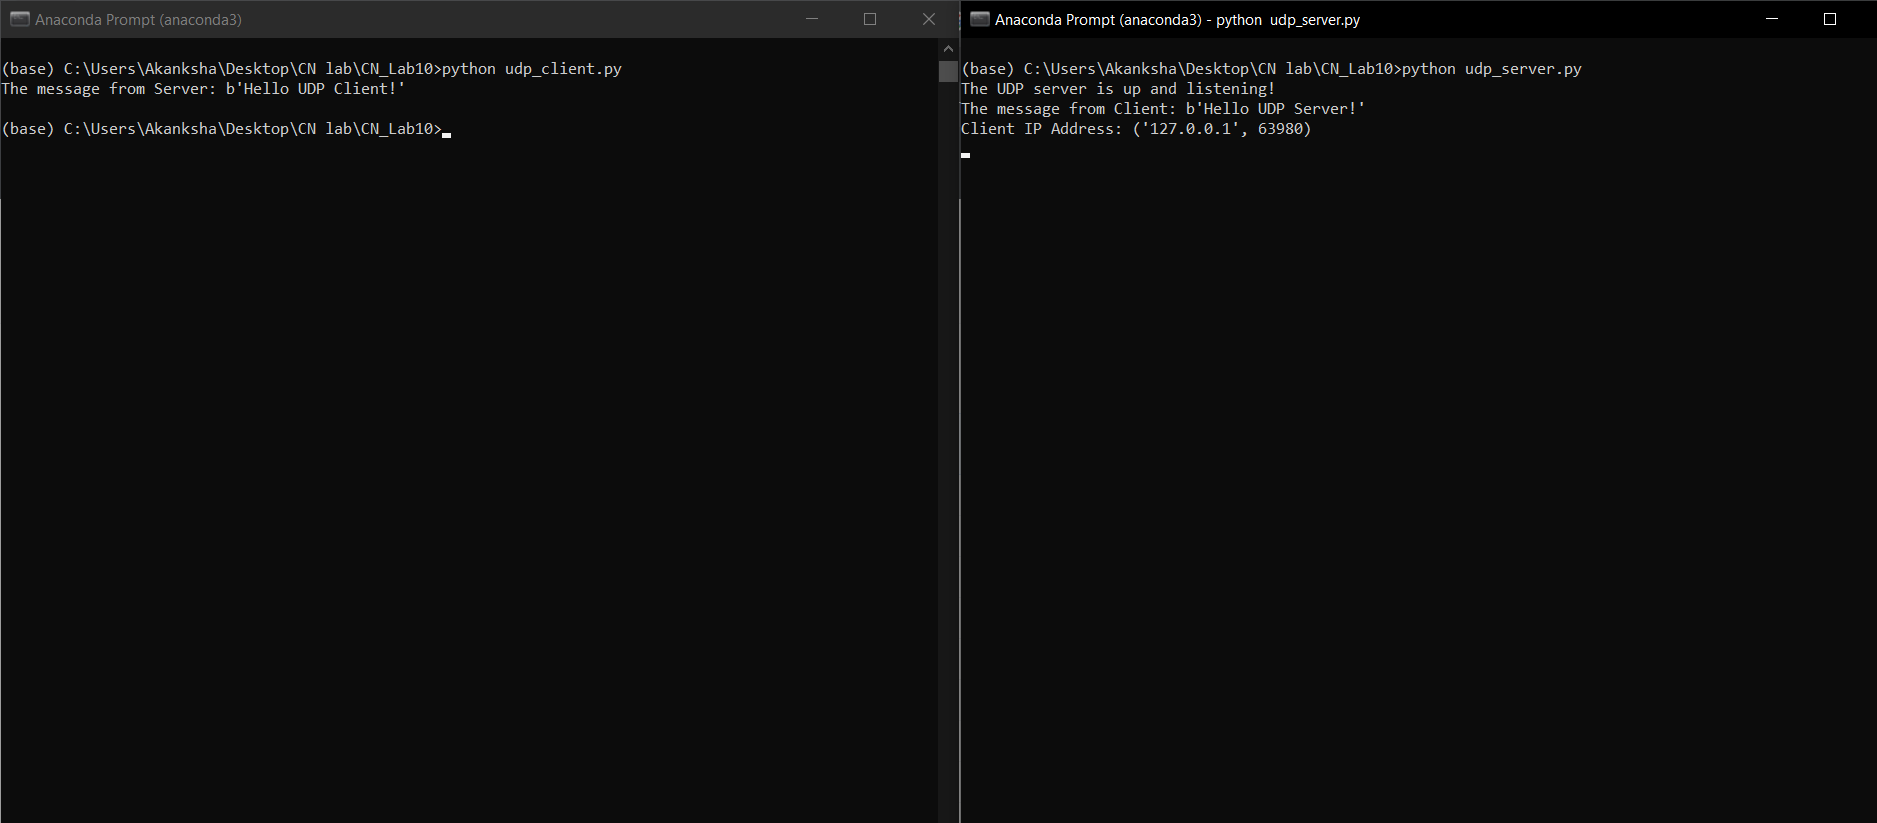 Anaconda Prompt (anaconda3)
(base) C:\Users\Akanksha\Desktop\CN lab\CN_Lab10>python udp_client.py
The message from Server: b'Hello UDP Client!'
(base) C:\Users\Akanksha\Desktop\CN lab\CN_Lab10>
Anaconda Prompt (anaconda3) - python  udp_server.py
(base) C:\Users\Akanksha\Desktop\CN lab\CN_Lab10>python udp_server.py
The UDP server is up and listening!
The message from Client: b'Hello UDP Server!'
Client IP Address: ('127.0.0.1', 63980)